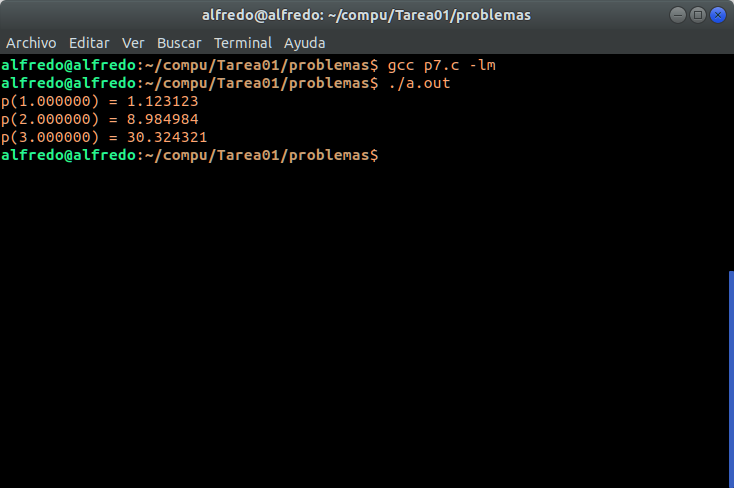 alfredo@alfredo: ~/compu/Tarea01/problemas
Archivo Editar Ver Buscar Terminal Ayuda
alfredo@alfredo:~/compu/Tarea01/problemas$ gcc p7.c -lm
alfredo@alfredo:~/compu/Tarea01/problemas$ ./a.out
p(1.000000) = 1.123123
p(2.000000) = 8.984984
p(3.000000) = 30.324321
alfredo@alfredo:~/compu/Tarea01/problemas$